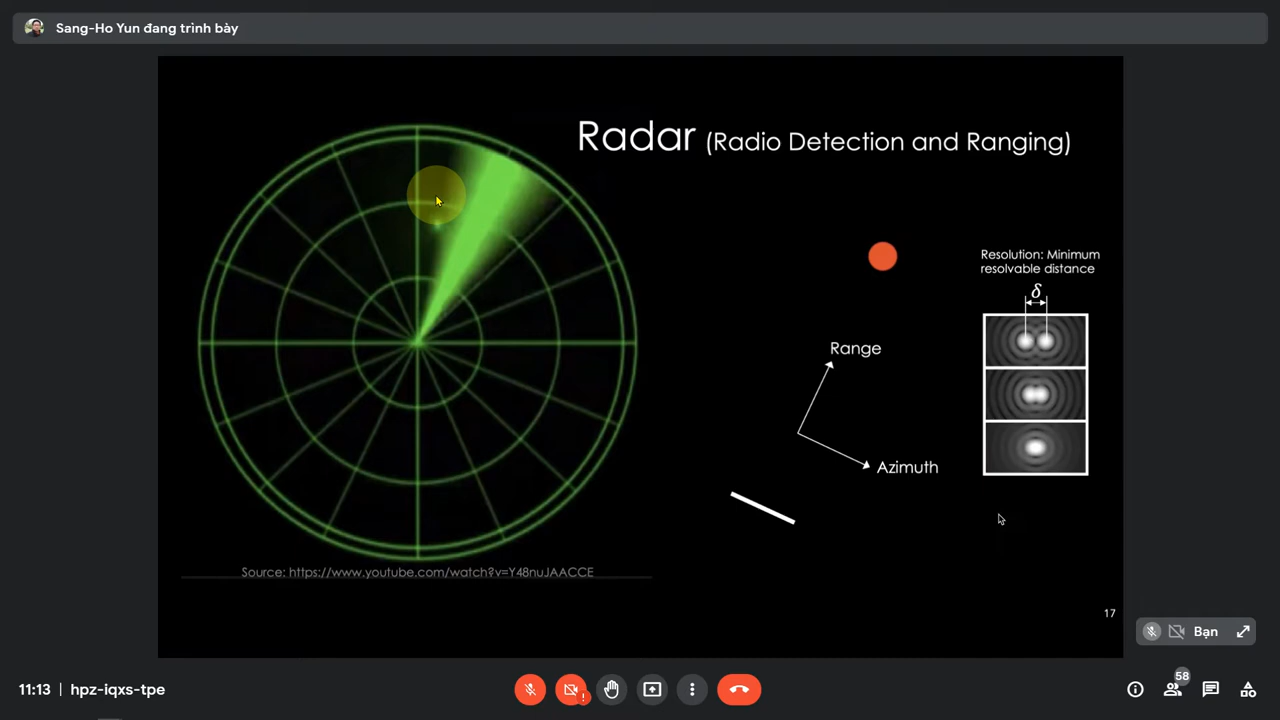 Sang-Ho Yun đang trình bày
Radar (Radio Detection and Ranging)
Resolution: Minimum
resolvable distance
δ
Range
Azimuth
Source: https://www.youtube.com/watch?v=Y48nuJAACCE
17
Bạn
11:13 | hpz-iqxs-tpe
58